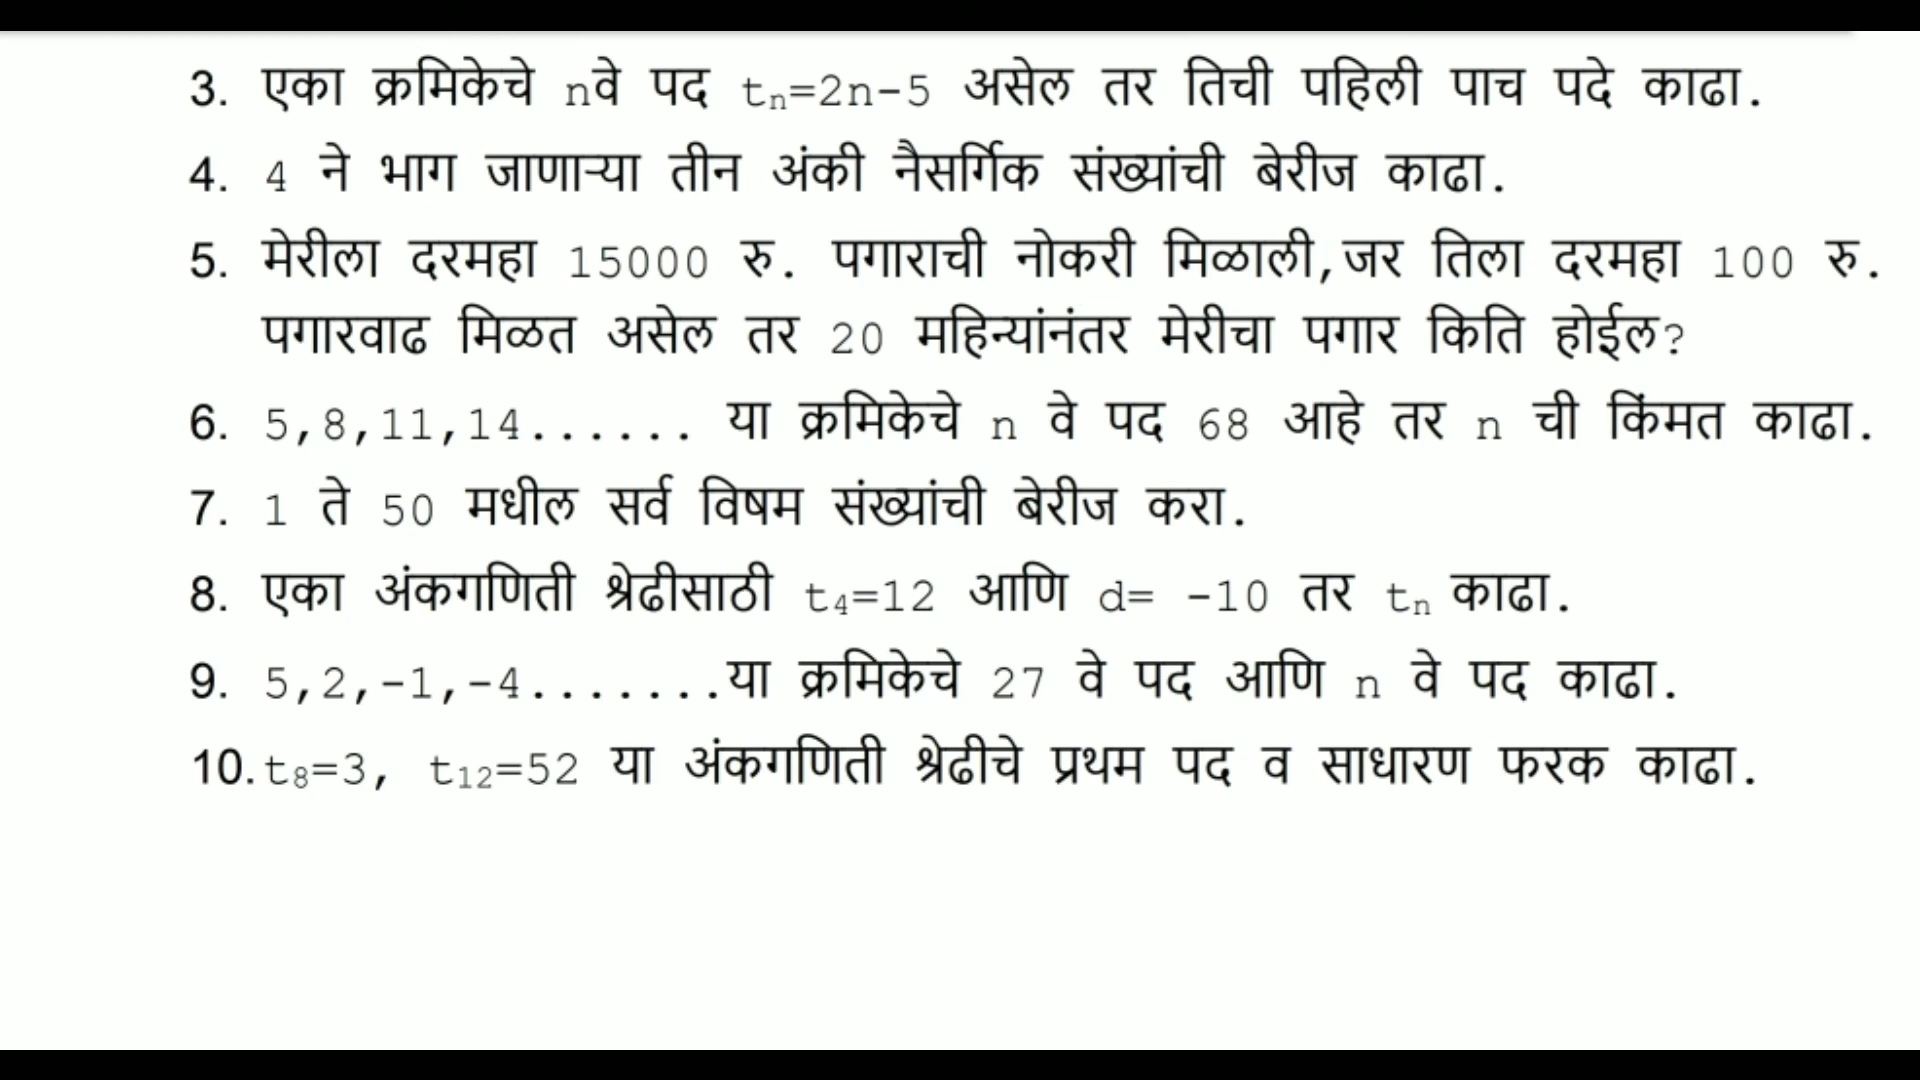 3. एका क्रमिकेचे nवे पद tₙ=2n-5 असेल तर तिची पहिली पाच पदे काढा.
4. 4 ने भाग जाणाऱ्या तीन अंकी नैसर्गिक संख्यांची बेरीज काढा.
5. मेरीला दरमहा 15000 रु. पगाराची नोकरी मिळाली,जर तिला दरमहा 100 रु.
पगारवाढ मिळत असेल तर 20 महिन्यांनंतर मेरीचा पगार किति होईल?
6. 5,8,11,14...... या क्रमिकेचे n वे पद 68 आहे तर n ची किंमत काढा.
7. 1 ते 50 मधील सर्व विषम संख्यांची बेरीज करा.
8. एका अंकगणिती श्रेढीसाठी t₄=12 आणि d= -10 तर tₙ काढा.
9. 5,2,-1,-4.......या क्रमिकेचे 27 वे पद आणि n वे पद काढा.
10.t₈=3, t₁₂=52 या अंकगणिती श्रेढीचे प्रथम पद व साधारण फरक काढा.